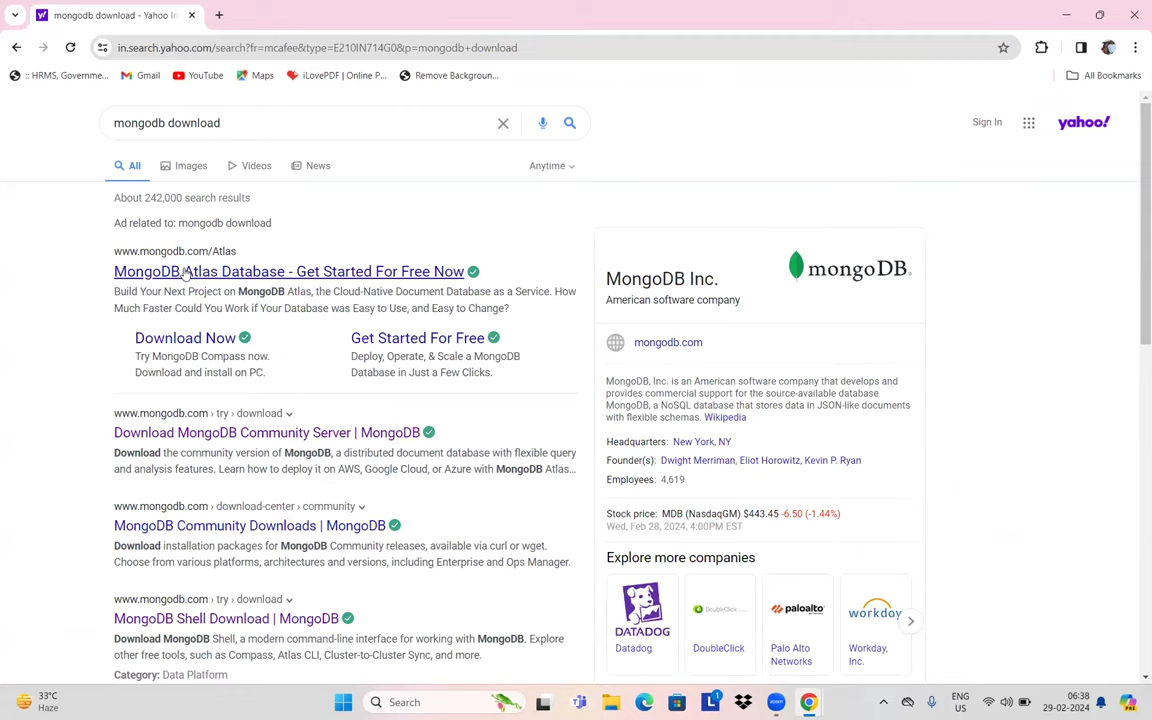 mongodb download - Yahoo In
in.search.yahoo.com/search?fr=mcafee&type=E210IN714G0&p=mongodb+download
:: HRMS, Governme...
Gmail
YouTube
Maps
iLovePDF | Online P...
Remove Backgroun...
All Bookmarks
mongodb download
Sign In
yahoo!
All
Images
Videos
News
Anytime
About 242,000 search results
Ad related to: mongodb download
www.mongodb.com/Atlas
MongoDB Atlas Database - Get Started For Free Now
Build Your Next Project on MongoDB Atlas, the Cloud-Native Document Database as a Service. How
Much Faster Could You Work if Your Database was Easy to Use, and Easy to Change?
Download Now
Try MongoDB Compass now.
Download and install on PC.
Get Started For Free
Deploy, Operate, & Scale a MongoDB
Database in Just a Few Clicks.
www.mongodb.com › try › download
Download MongoDB Community Server | MongoDB
Download the community version of MongoDB, a distributed document database with flexible query
and analysis features. Learn how to deploy it on AWS, Google Cloud, or Azure with MongoDB Atlas...
www.mongodb.com › download-center › community
MongoDB Community Downloads | MongoDB
Download installation packages for MongoDB Community releases, available via curl or wget.
Choose from various platforms, architectures and versions, including Enterprise and Ops Manager.
www.mongodb.com › try › download
MongoDB Shell Download | MongoDB
Download MongoDB Shell, a modern command-line interface for working with MongoDB. Explore
other free tools, such as Compass, Atlas CLI, Cluster-to-Cluster Sync, and more.
Category: Data Platform
MongoDB Inc.
American software company
mongoDB.
mongodb.com
MongoDB, Inc. is an American software company that develops and
provides commercial support for the source-available database
MongoDB, a NoSQL database that stores data in JSON-like documents
with flexible schemas. Wikipedia
Headquarters: New York, NY
Founder(s): Dwight Merriman, Eliot Horowitz, Kevin P. Ryan
Employees: 4,619
Stock price: MDB (NasdaqGM) $443.45 -6.50 (-1.44%)
Wed, Feb 28, 2024, 4:00PM EST
Explore more companies
DATADOG
DoubleClick
paloalto
workday
Datadog
DoubleClick
Palo Alto
Networks
Workday,
Inc.
33°C
Haze
Search
1
ENG
US
06:38
29-02-2024
PRE